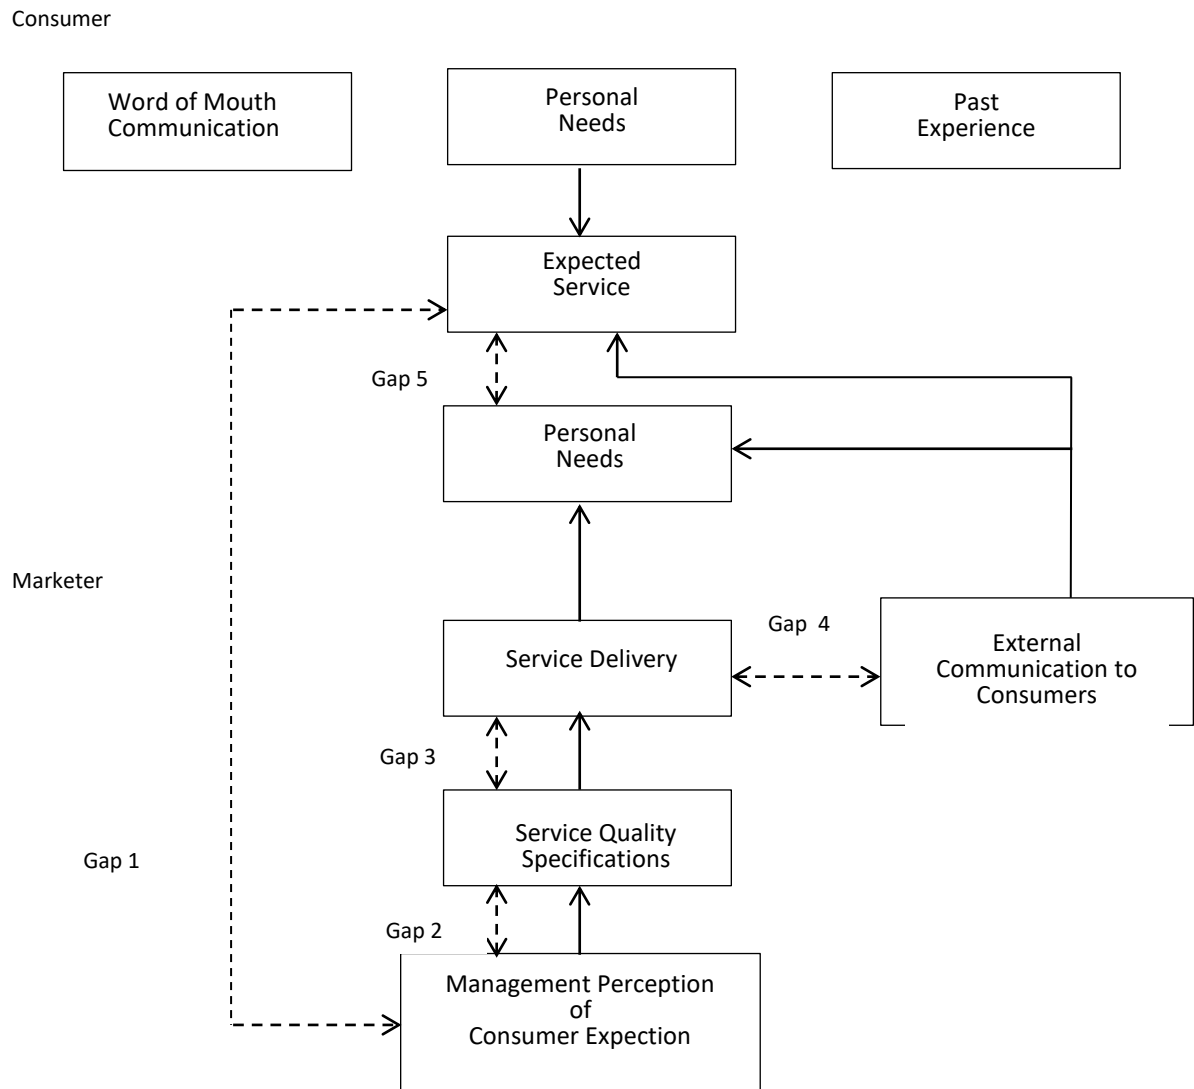 Consumer
Word of Mouth
Communication
Personal
Needs
Past
Experience
Expected
Service
Gap 5
Personal
Needs
Marketer
Service Delivery
Gap 4
External
Communication to
Consumers
Gap 3
Service Quality
Specifications
Gap 1
Gap 2
Management Perception
of
Consumer Expection